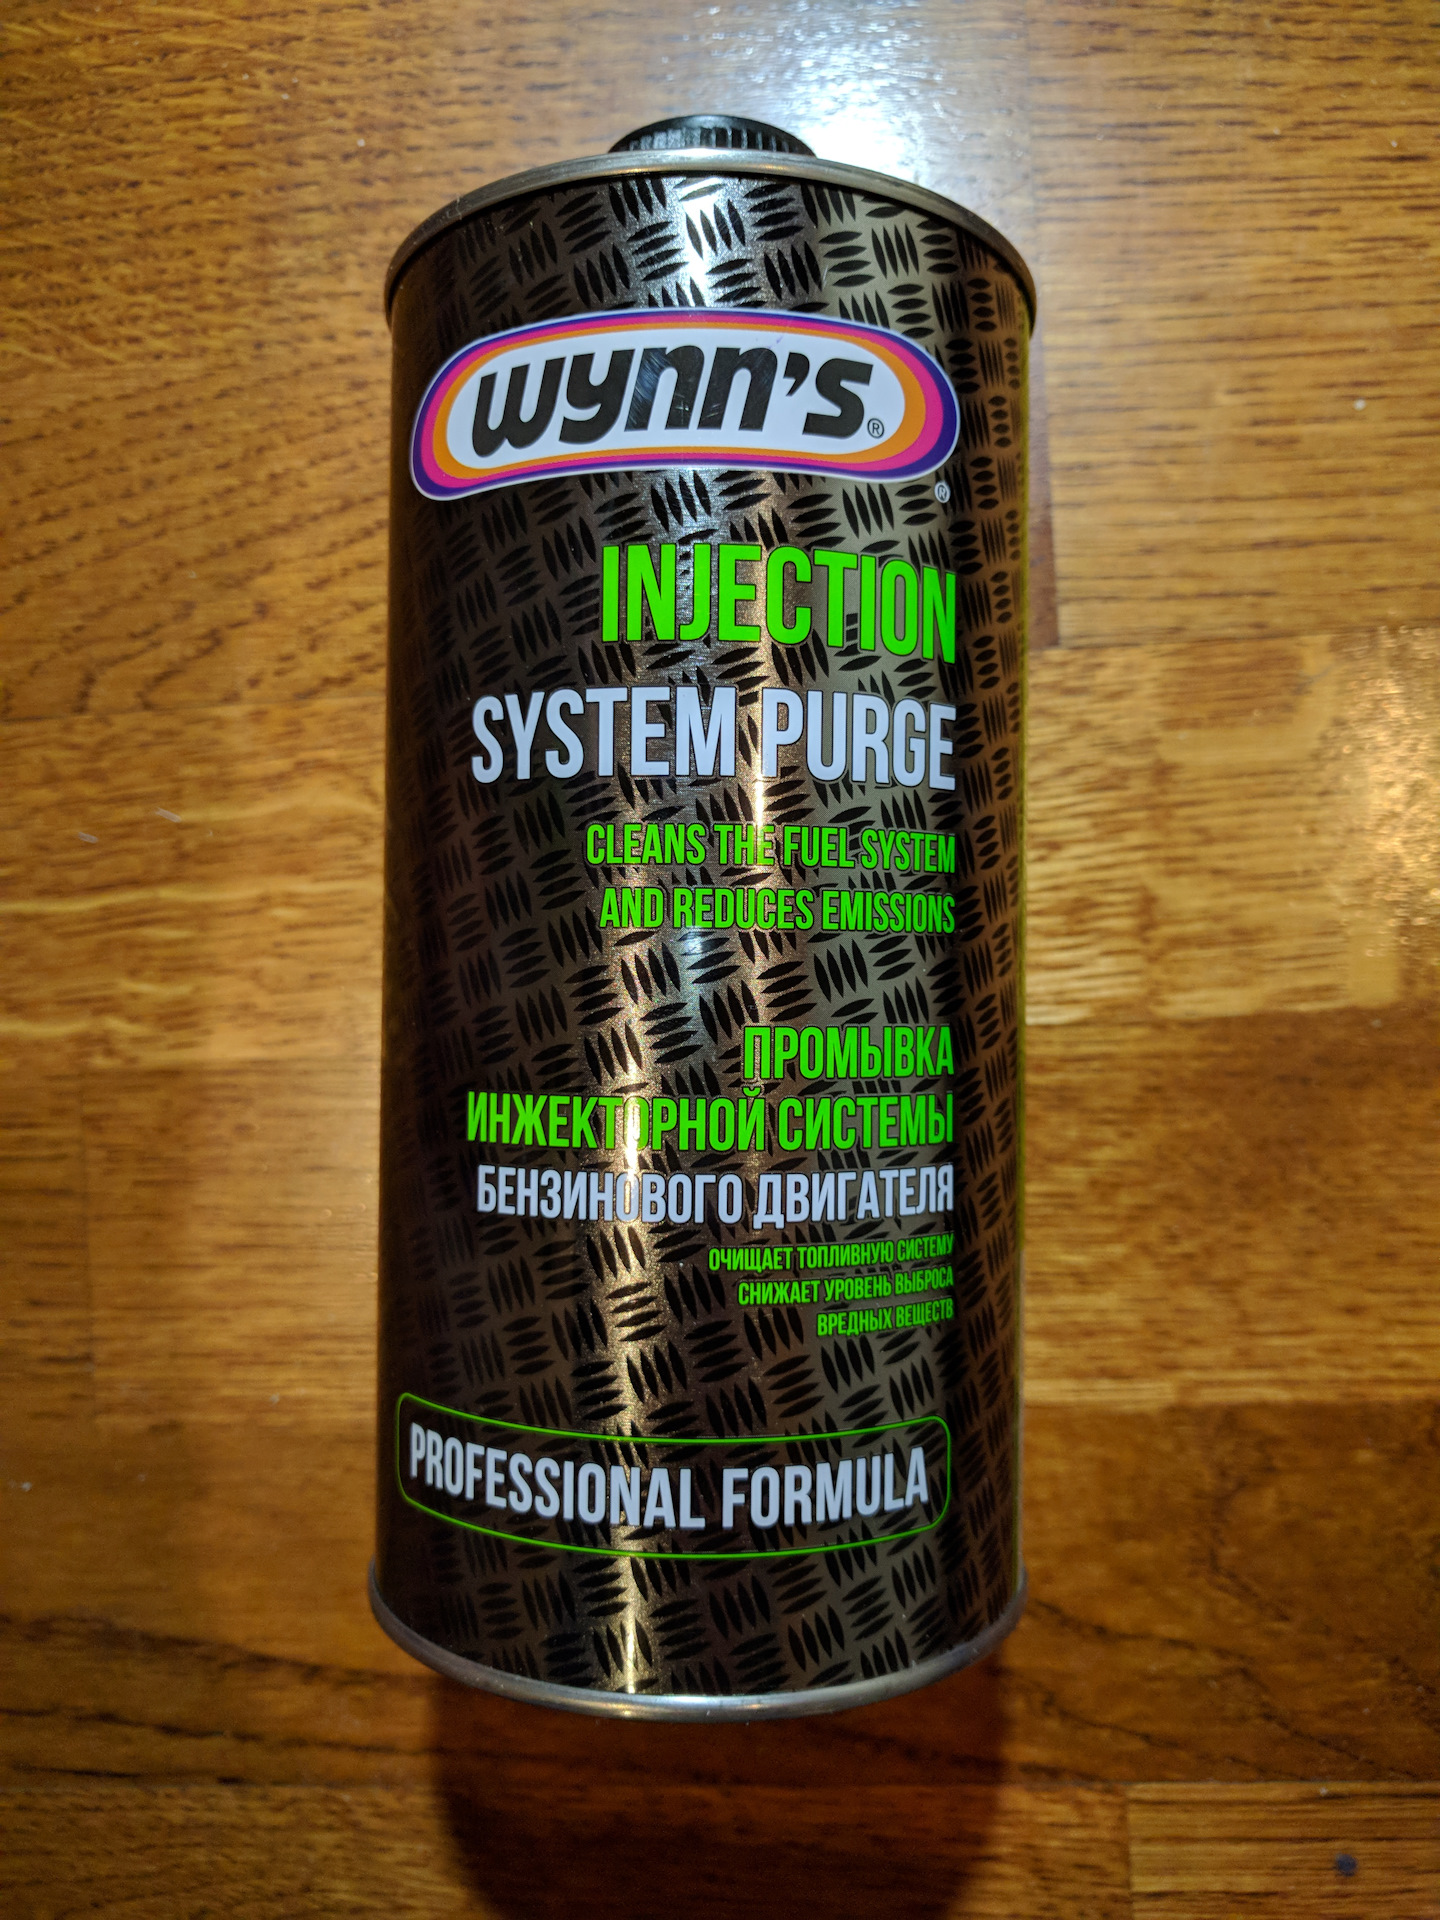 wynn's®
®
INJECTION
SYSTEM PURGE
CLEANS THE FUEL SYSTEM
AND REDUCES EMISSIONS
ПРОМЫВКА
ИНЖЕКТОРНОЙ СИСТЕМЫ
БЕНЗИНОВОГО ДВИГАТЕЛЯ
ОЧИЩАЕТ ТОПЛИВНУЮ СИСТЕМУ
СНИЖАЕТ УРОВЕНЬ ВЫБРОСА
ВРЕДНЫХ ВЕЩЕСТВ
PROFESSIONAL FORMULA